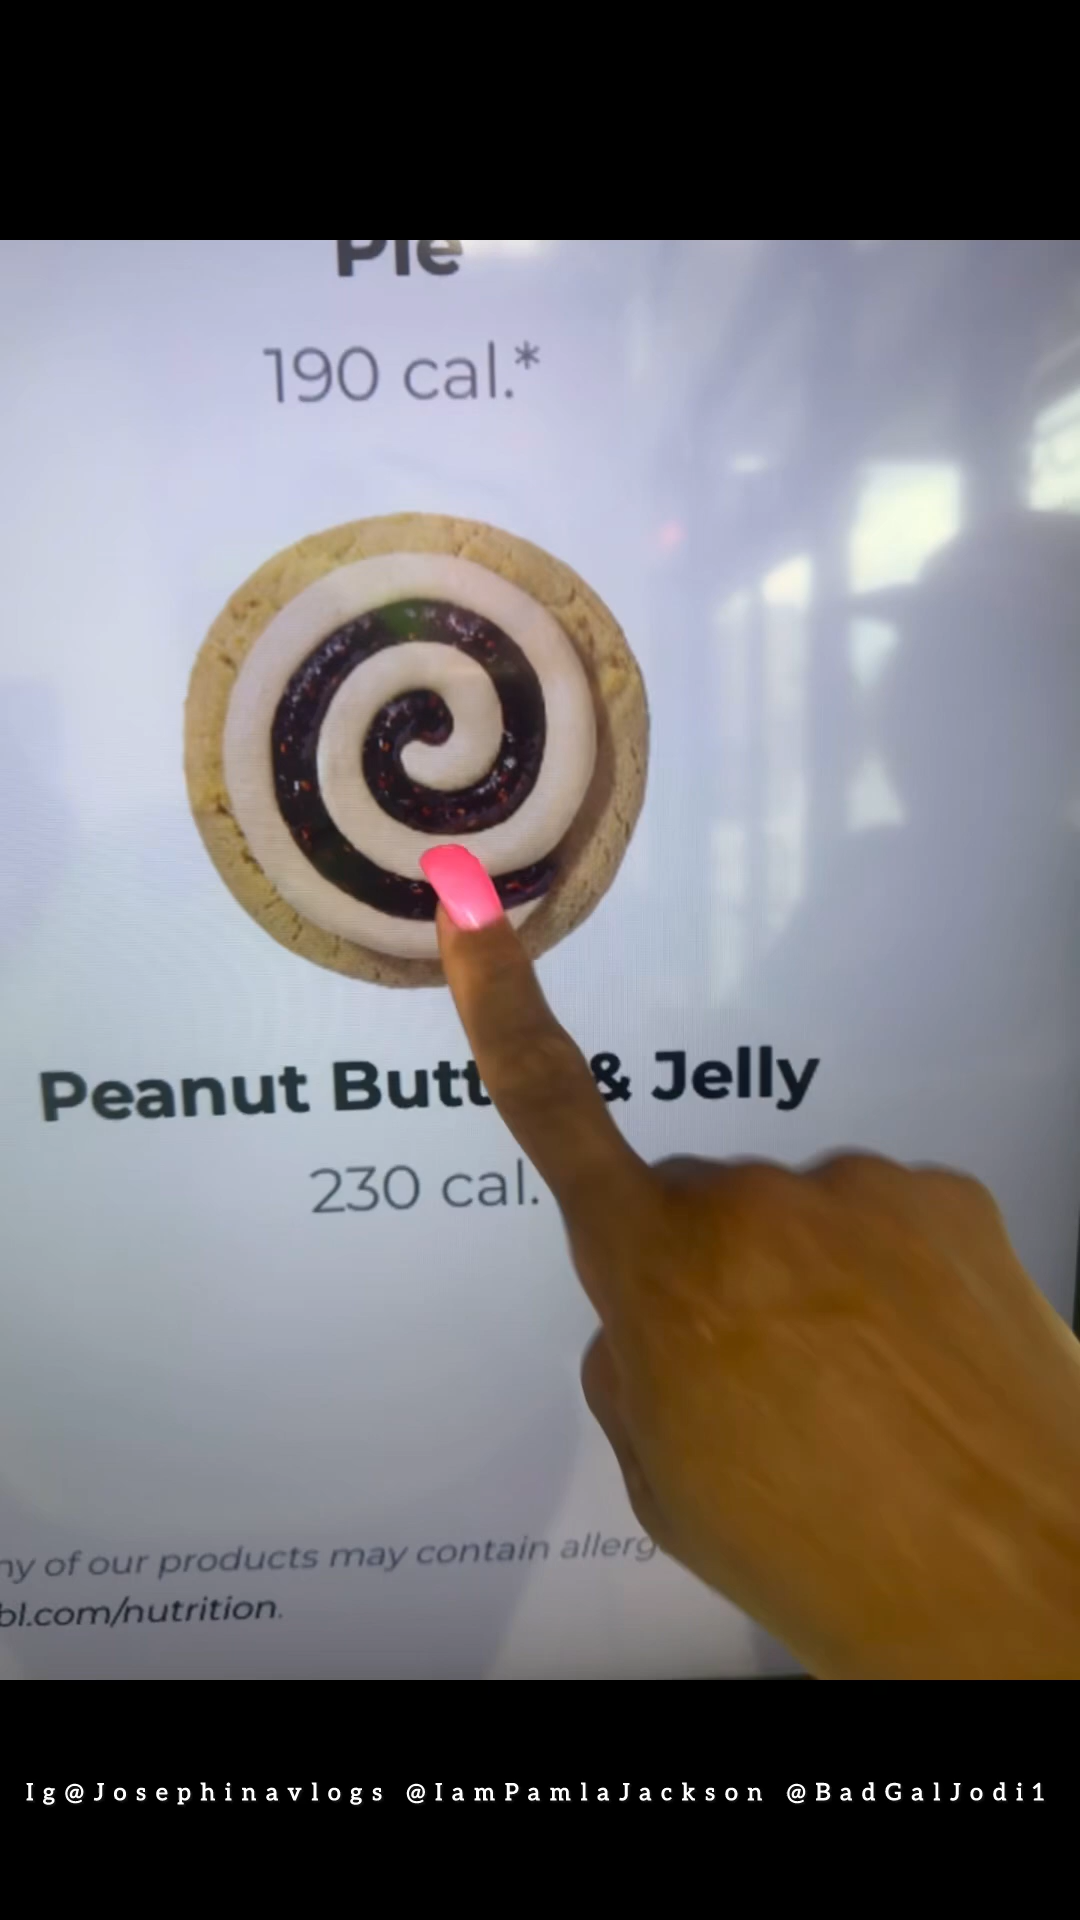 Pie
190 cal.*
Peanut Butt & Jelly
230 cal.
ny of our products may contain allerg
bl.com/nutrition.
Ig@Josephinavlogs @IamPamlaJackson @BadGalJodi1